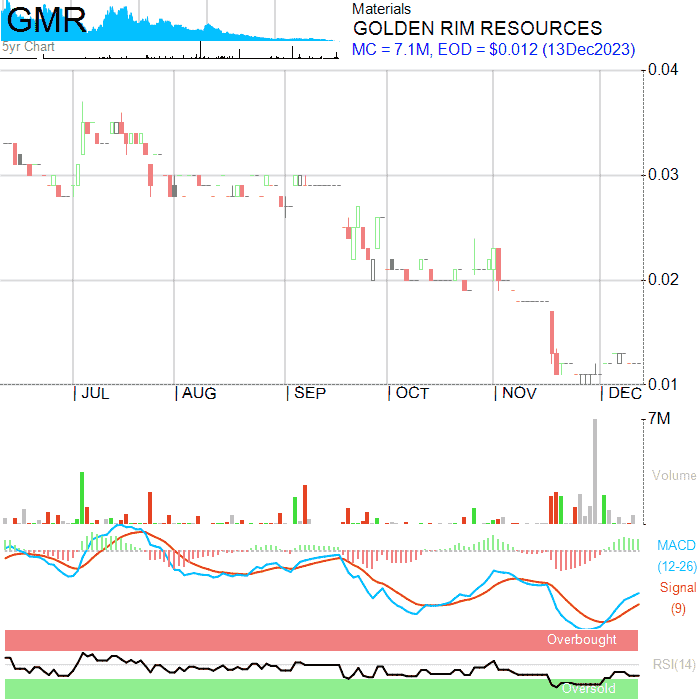 GMR
5yr Chart
Materials
GOLDEN RIM RESOURCES
MC = 7.1M, EOD = $0.012 (13Dec2023)
0.04
0.03
0.02
0.01
JUL AUG SEP OCT NOV DEC
7M
Volume
MACD
(12-26)
Signal
(9)
Overbought
RSI(14)
Oversold